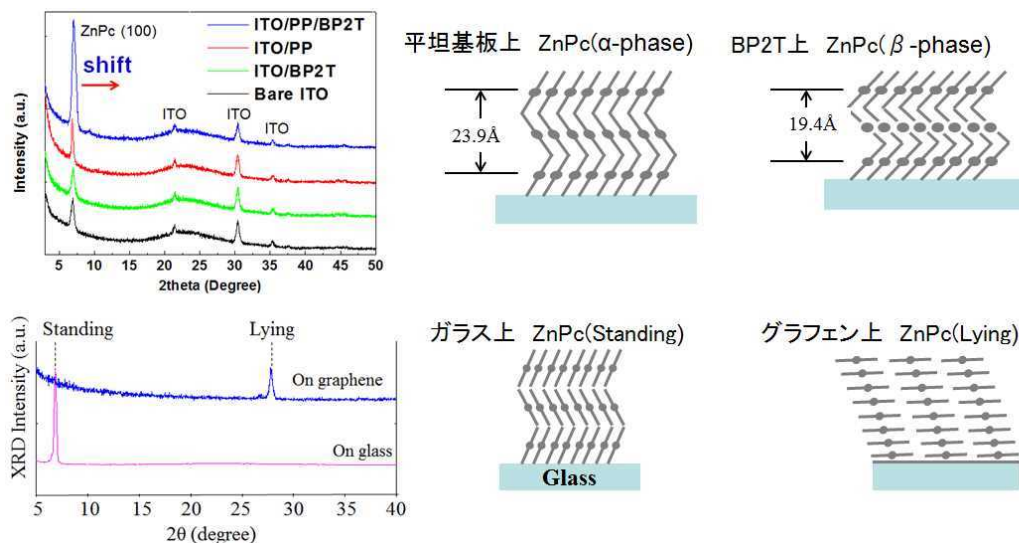 ZnPc (100)
shift
ITO/PP/BP2T
ITO/PP
ITO/BP2T
Bare ITO
ITO
ITO
ITO
Intensity (a.u.)
5 10 15 20 25 30 35 40 45 50
2theta (Degree)
平坦基板上 ZnPc(α-phase)
23.9Å
BP2T上 ZnPc(β-phase)
19.4Å
Standing
Lying
On graphene
On glass
XRD Intensity (a.u.)
5 10 15 20 25 30 35 40
2θ (degree)
ガラス上 ZnPc(Standing)
Glass
グラフェン上 ZnPc(Lying)